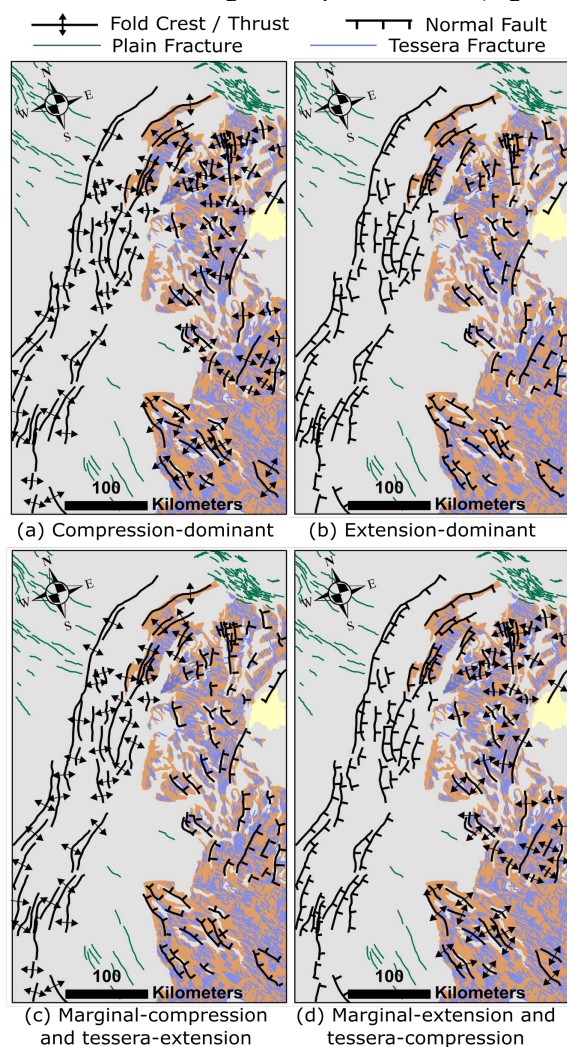 Fold Crest / Thrust Normal Fault
Plain Fracture Tessera Fracture
N
W E
S
N
W E
S
100
Kilometers
100
Kilometers
(a) Compression-dominant (b) Extension-dominant
N
W E
S
N
W E
S
100
Kilometers
100
Kilometers
(c) Marginal-compression
and tessera-extension
(d) Marginal-extension and
tessera-compression